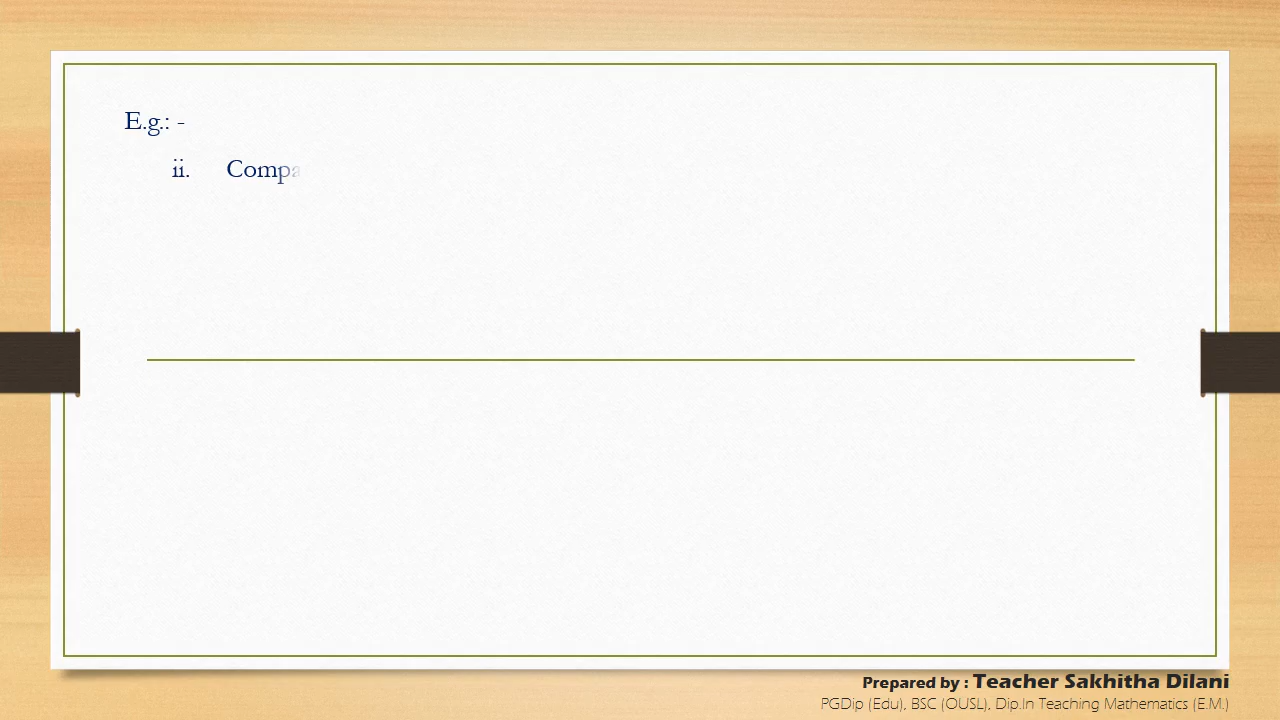 E.g.: -
ii. Compa
Prepared by : Teacher Sakhitha Dilani
PGDip (Edu), BSC (OUSL), Dip.In Teaching Mathematics (E.M.)